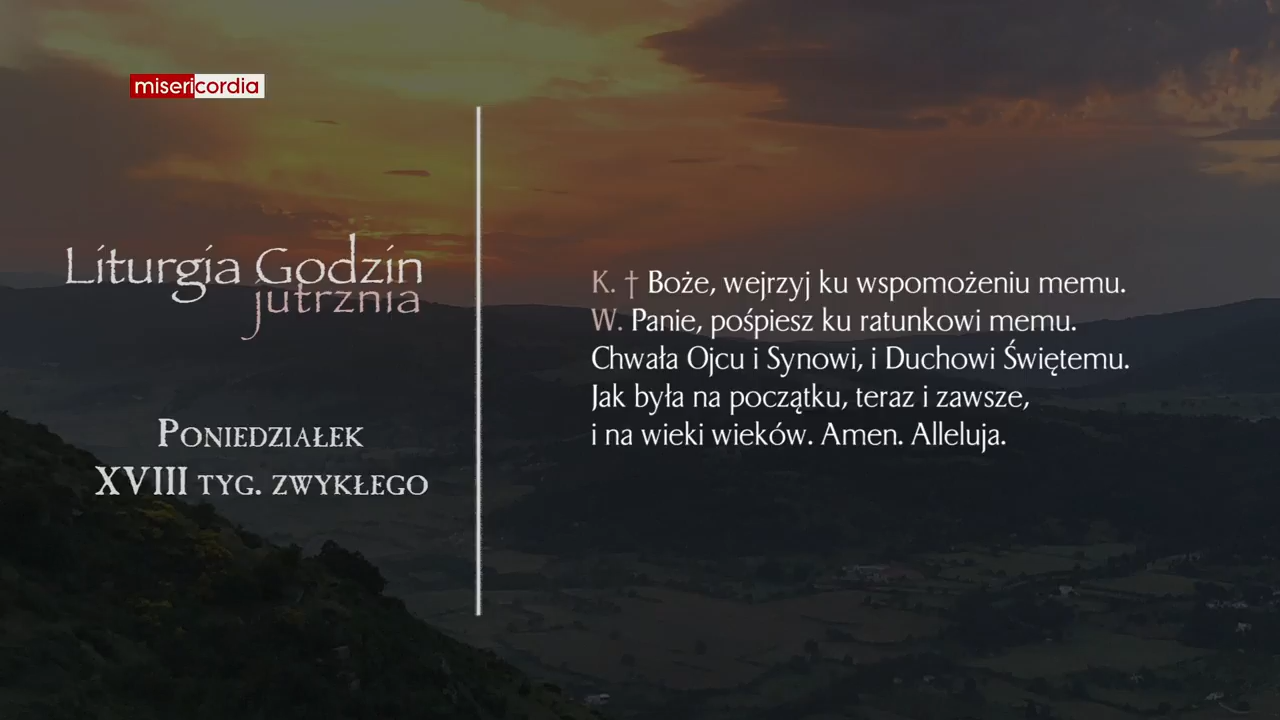 misericordia
Liturgia Godzin
jutrznia
Poniedziałek
XVIII tyg. zwykłego
K. † Boże, wejrzyj ku wspomożeniu memu.
W. Panie, pośpiesz ku ratunkowi memu.
Chwała Ojcu i Synowi, i Duchowi Świętemu.
Jak była na początku, teraz i zawsze,
i na wieki wieków. Amen. Alleluja.